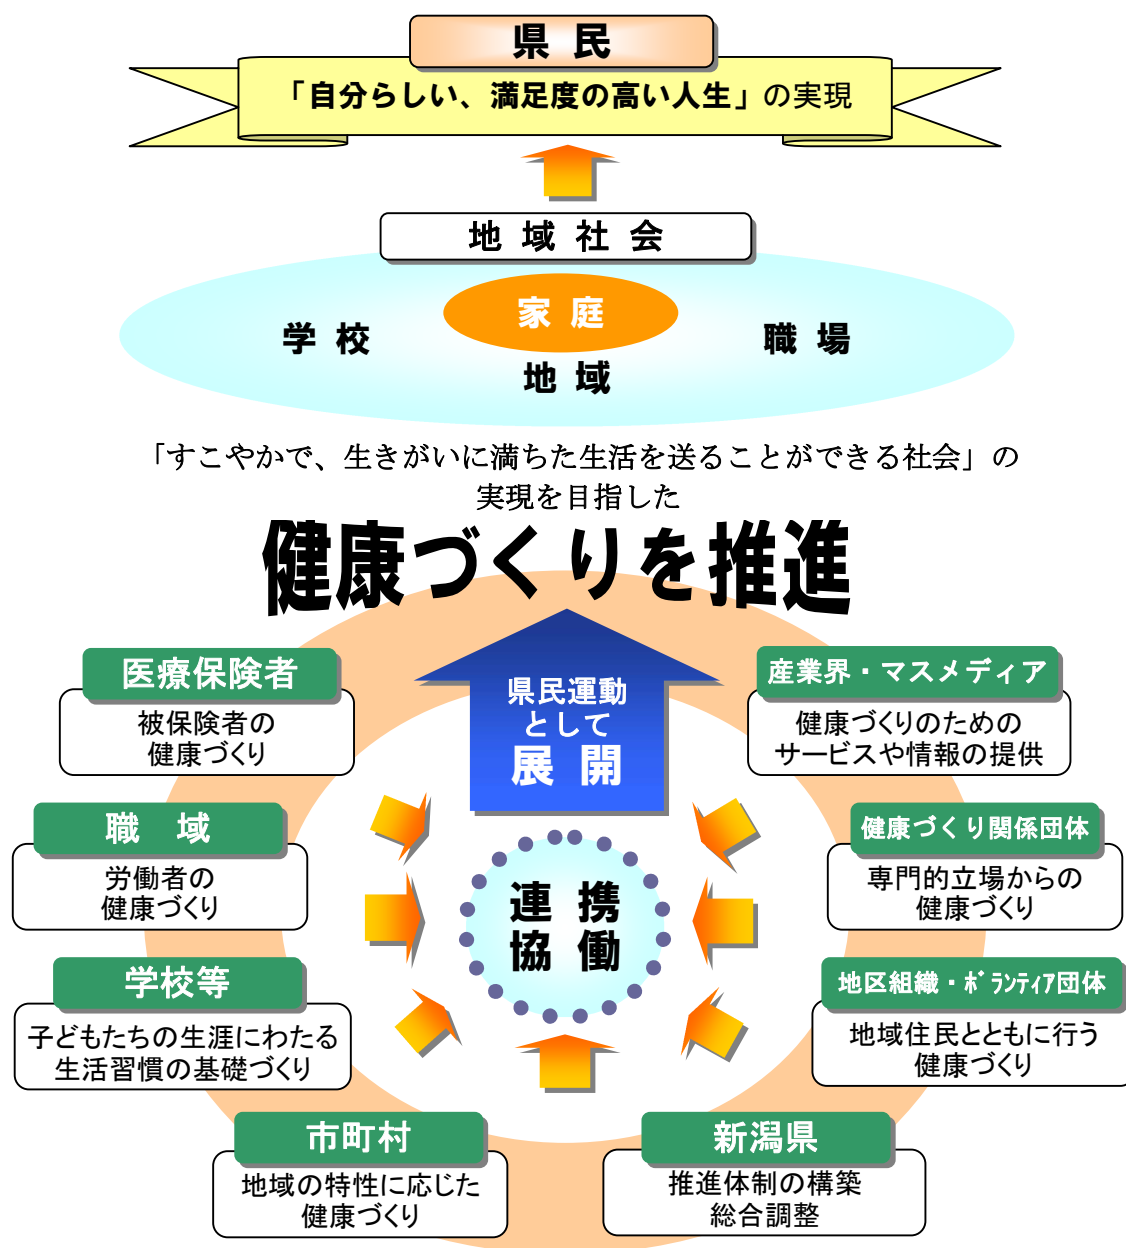 県 民
「自分らしい、満足度の高い人生」の実現
地 域 社 会
家 庭
学 校
職 場
地 域
「すこやかで、生きがいに満ちた生活を送ることができる社会」の
実現を目指した
健康づくりを推進
県民運動
として
展 開
医療保険者
被保険者の
健康づくり
産業界・マスメディア
健康づくりのための
サービスや情報の提供
職 域
労働者の
健康づくり
健康づくり関係団体
専門的立場からの
健康づくり
連 携
協 働
学校等
子どもたちの生涯にわたる
生活習慣の基礎づくり
地区組織・ボランティア団体
地域住民とともに行う
健康づくり
市町村
地域の特性に応じた
健康づくり
新潟県
推進体制の構築
総合調整